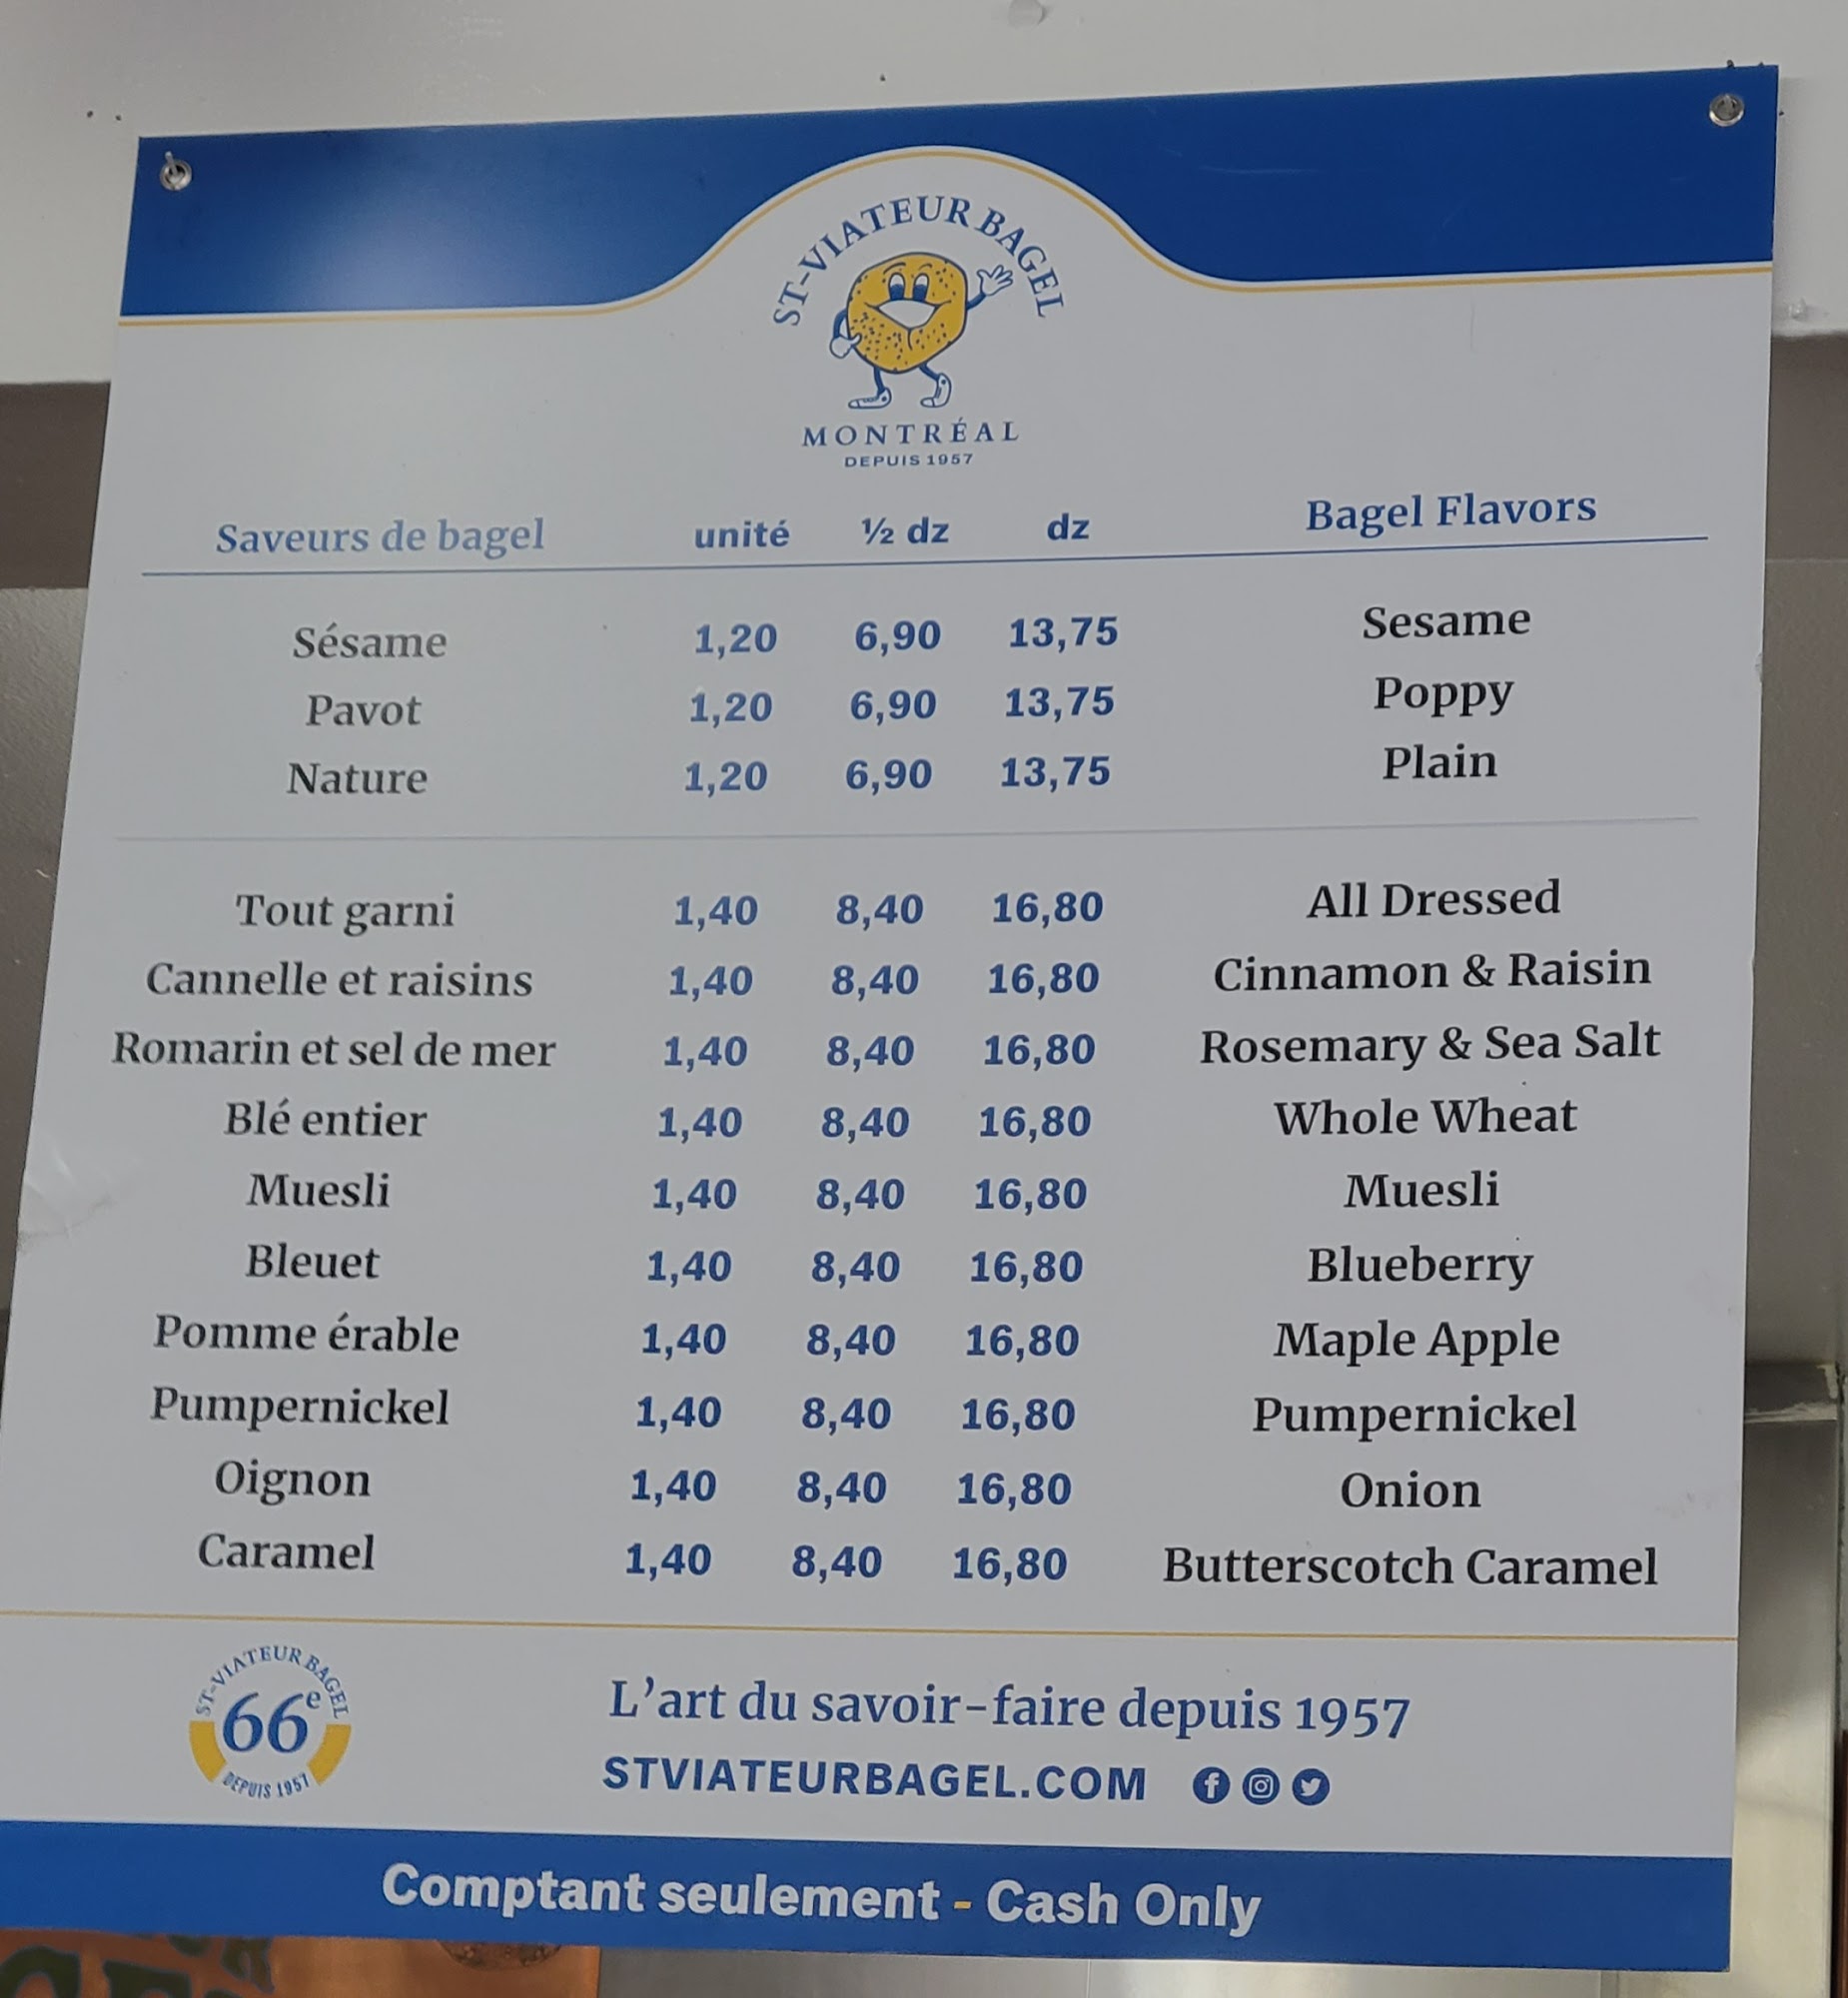 ST-VIATEUR BAGEL
MONTRÉAL
DEPUIS 1957
Saveurs de bagel unité ½ dz dz Bagel Flavors
Sésame 1,20 6,90 13,75 Sesame
Pavot 1,20 6,90 13,75 Poppy
Nature 1,20 6,90 13,75 Plain
Tout garni 1,40 8,40 16,80 All Dressed
Cannelle et raisins 1,40 8,40 16,80 Cinnamon & Raisin
Romarin et sel de mer 1,40 8,40 16,80 Rosemary & Sea Salt
Blé entier 1,40 8,40 16,80 Whole Wheat
Muesli 1,40 8,40 16,80 Muesli
Bleuet 1,40 8,40 16,80 Blueberry
Pomme érable 1,40 8,40 16,80 Maple Apple
Pumpernickel 1,40 8,40 16,80 Pumpernickel
Oignon 1,40 8,40 16,80 Onion
Caramel 1,40 8,40 16,80 Butterscotch Caramel
ST-VIATEUR BAGEL
66e
DEPUIS 1957
L'art du savoir-faire depuis 1957
STVIATEURBAGEL.COM
Comptant seulement - Cash Only